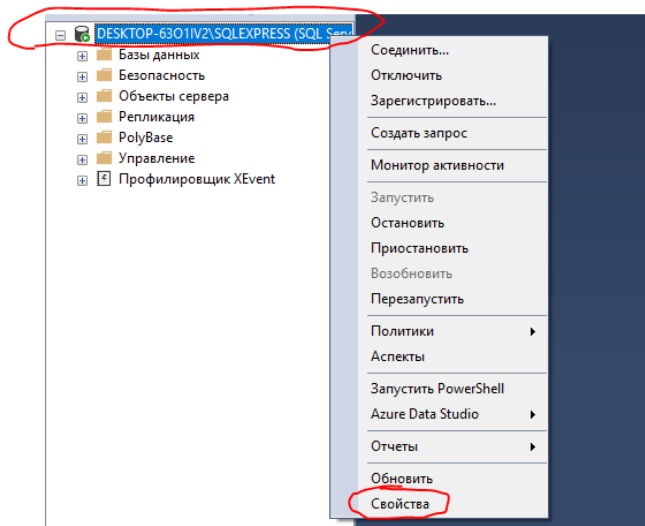 DESKTOP-63O1IV2\SQLEXPRESS (SQL Serv
Базы данных
Безопасность
Объекты сервера
Репликация
PolyBase
Управление
Профилировщик XEvent
Соединить...
Отключить
Зарегистрировать...
Создать запрос
Монитор активности
Запустить
Остановить
Приостановить
Возобновить
Перезапустить
Политики
Аспекты
Запустить PowerShell
Azure Data Studio
Отчеты
Обновить
Свойства